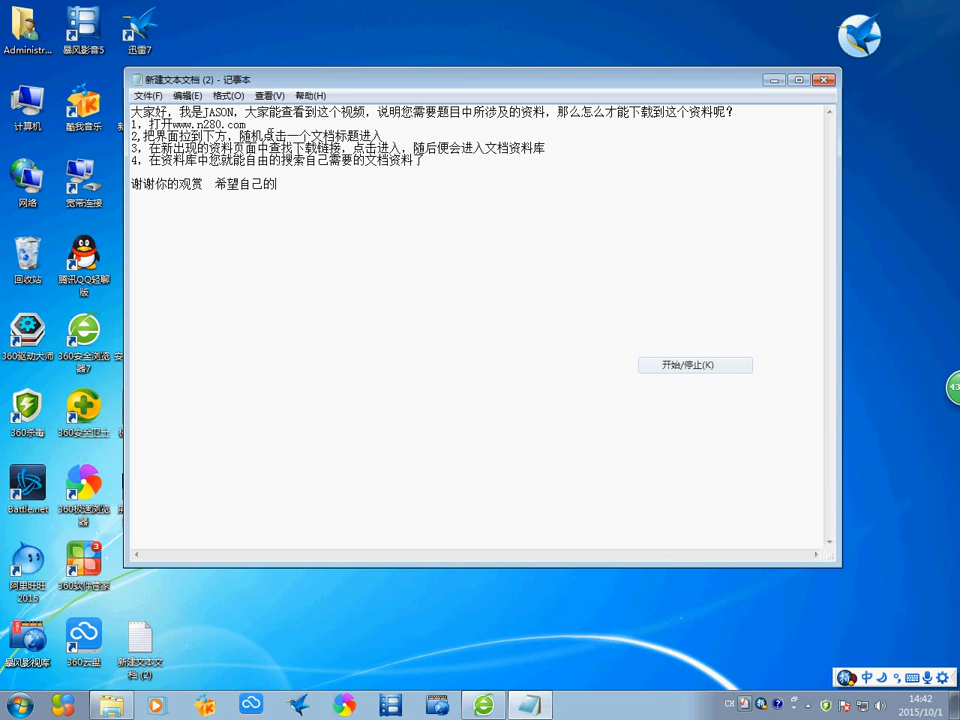 Administr...
暴风影音5
迅雷7
计算机
酷我音乐
网络
宽带连接
回收站
腾讯QQ轻聊版
360驱动大师
360安全浏览器7
360杀毒
360安全卫士
Battle.net
360极速浏览器
阿里旺旺2015
360软件管家
3
暴风影视库
360云盘
新建文本文档 (2)
新建文本文档 (2) - 记事本
文件(F) 编辑(E) 格式(O) 查看(V) 帮助(H)
大家好，我是JASON，大家能查看到这个视频，说明您需要题目中所涉及的资料，那么怎么才能下载到这个资料呢？
1，打开www.n280.com
2,把界面拉到下方，随机点击一个文档标题进入
3，在新出现的资料页面中查找下载链接，点击进入，随后便会进入文档资料库
4，在资料库中您就能自由的搜索自己需要的文档资料了
谢谢你的观赏　希望自己的
开始/停止(K)
43
中
CH
14:42
2015/10/1